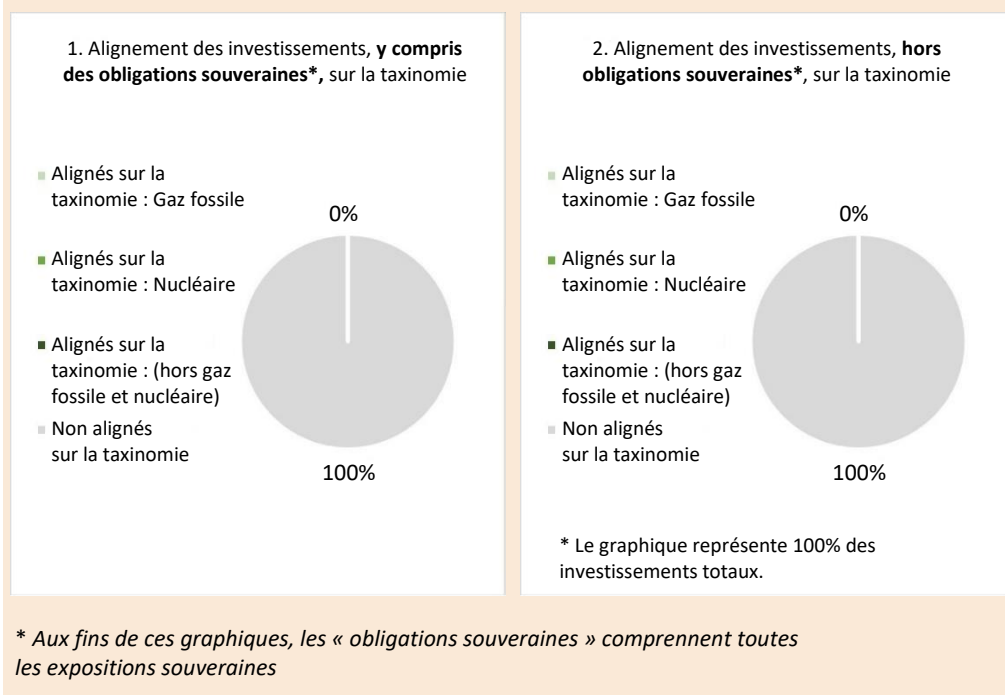 1. Alignement des investissements, y compris
des obligations souveraines*, sur la taxinomie
Alignés sur la
taxinomie : Gaz fossile
Alignés sur la
taxinomie : Nucléaire
Alignés sur la
taxinomie : (hors gaz
fossile et nucléaire)
Non alignés
sur la taxinomie
0%
100%
2. Alignement des investissements, hors
obligations souveraines*, sur la taxinomie
Alignés sur la
taxinomie : Gaz fossile
Alignés sur la
taxinomie : Nucléaire
Alignés sur la
taxinomie : (hors gaz
fossile et nucléaire)
Non alignés
sur la taxinomie
0%
100%
* Le graphique représente 100% des
investissements totaux.
* Aux fins de ces graphiques, les « obligations souveraines » comprennent toutes
les expositions souveraines